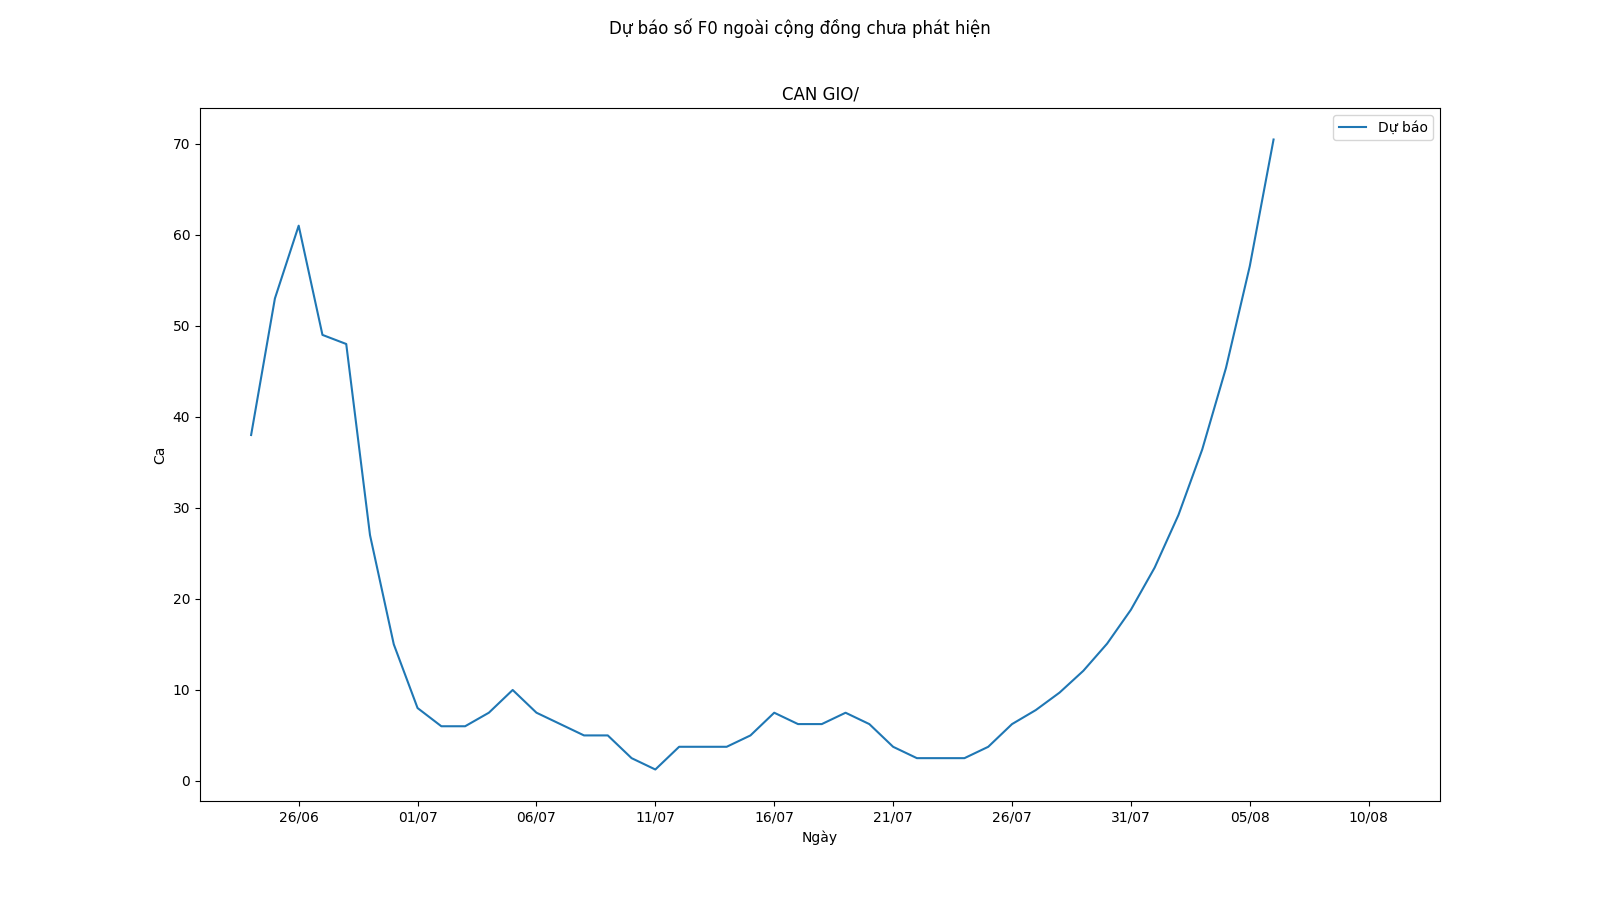 Dự báo số F0 ngoài cộng đồng chưa phát hiện
CAN GIO/
Dự báo
70
60
50
40
30
20
10
0
Ca
26/06 01/07 06/07 11/07 16/07 21/07 26/07 31/07 05/08 10/08
Ngày